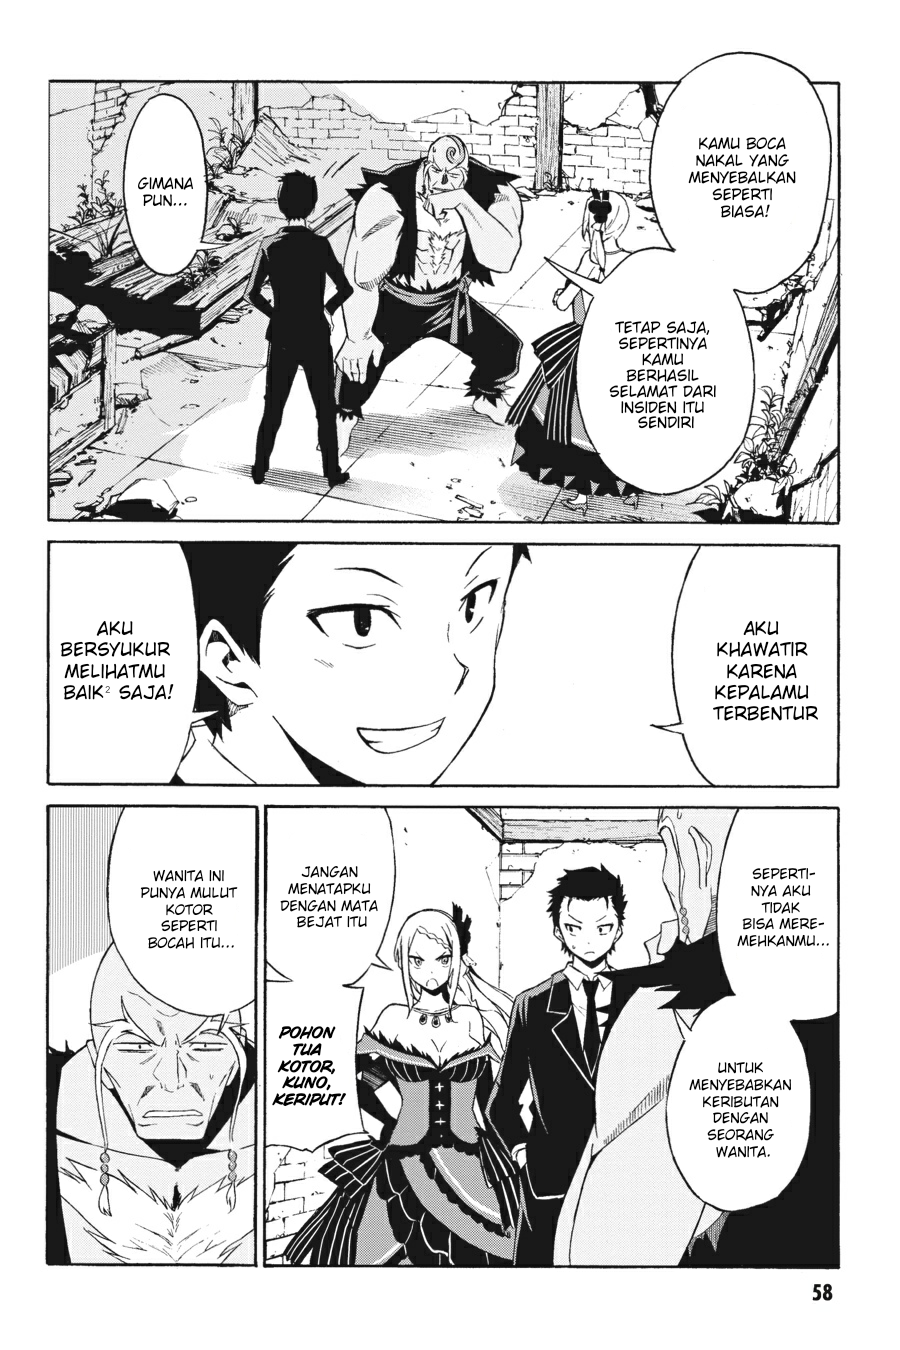 KAMU BOCA
NAKAL YANG
MENYEBALKAN
SEPERTI
BIASA!
TETAP SAJA,
SEPERTINYA
KAMU
BERHASIL
SELAMAT DARI
INSIDEN ITU
SENDIRI
GIMANA
PUN...
AKU
KHAWATIR
KARENA
KEPALAMU
TERBENTUR
AKU
BERSYUKUR
MELIHATMU
BAIK² SAJA!
SEPERTI-
NYA AKU
TIDAK
BISA MERE-
MEHKANMU...
UNTUK
MENYEBABKAN
KERIBUTAN
DENGAN
SEORANG
WANITA.
JANGAN
MENATAPKU
DENGAN MATA
BEJAT ITU
POHON
TUA
KOTOR,
KUNO,
KERIPUT!
WANITA INI
PUNYA MULUT
KOTOR
SEPERTI
BOCAH ITU...
58